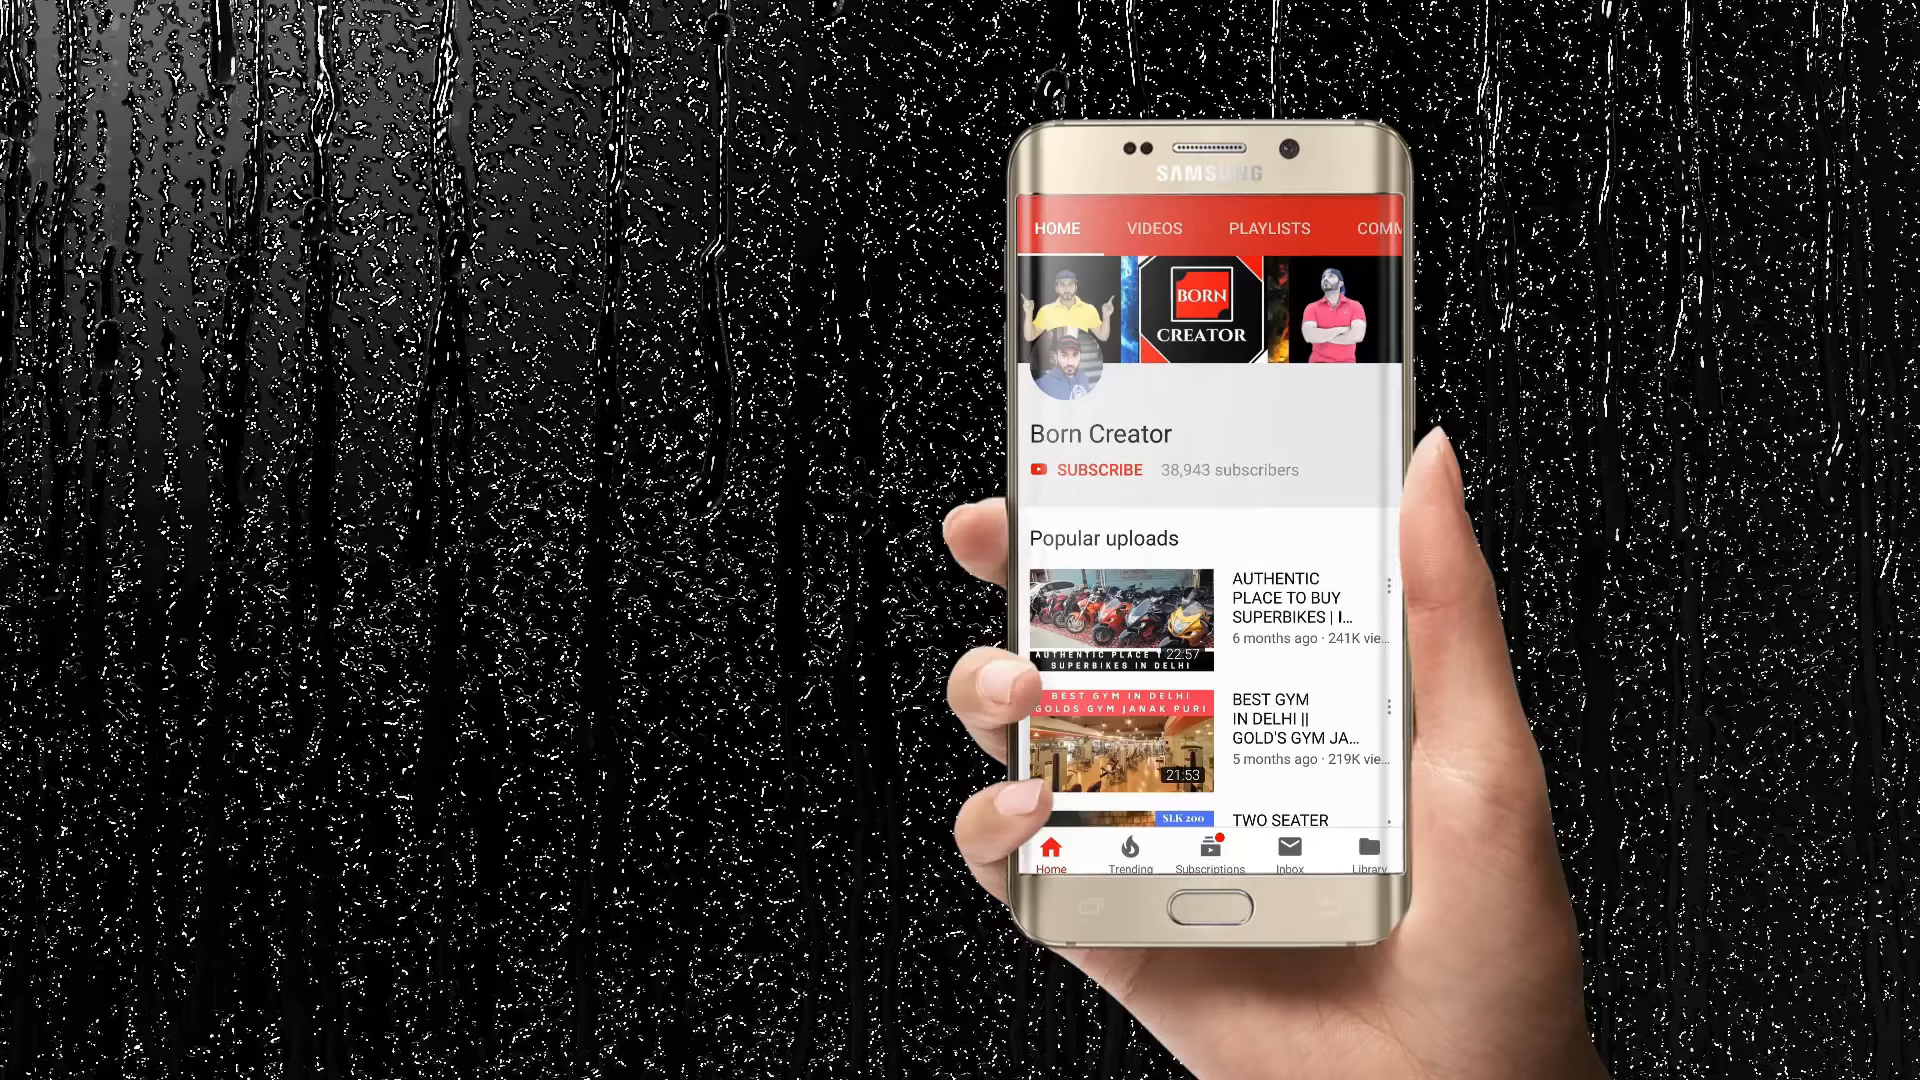 SAMSUNG
HOME VIDEOS PLAYLISTS COMM
BORN
CREATOR
Born Creator
SUBSCRIBE 38,943 subscribers
Popular uploads
AUTHENTIC
PLACE TO BUY
SUPERBIKES | I...
6 months ago · 241K vie...
AUTHENTIC PLACE T
22:57
SUPERBIKES IN DELHI
BEST GYM IN DELHI
GOLDS GYM JANAK PURI
21:53
BEST GYM
IN DELHI ||
GOLD'S GYM JA...
5 months ago · 219K vie...
SLK 200
TWO SEATER
Home Trending Subscriptions Inbox Library